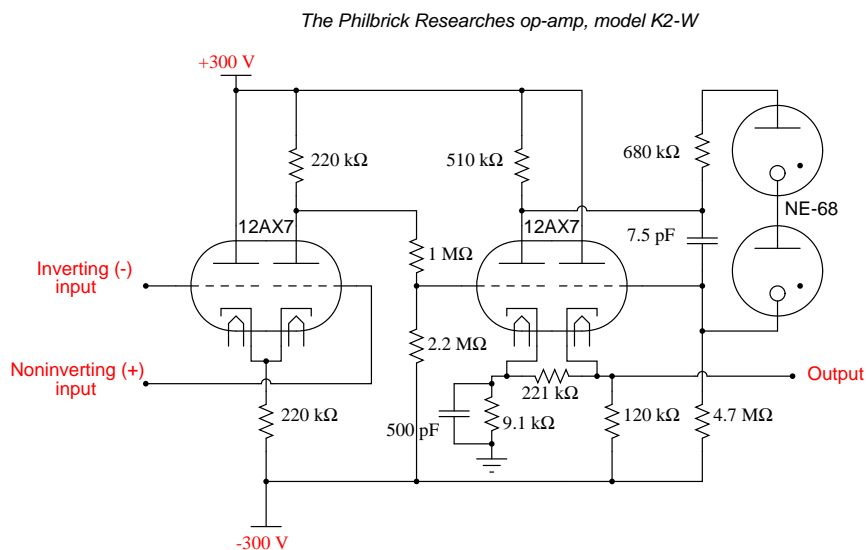 The Philbrick Researches op-amp, model K2-W
+300 V
220 kΩ
510 kΩ
680 kΩ
NE-68
12AX7
12AX7
7.5 pF
1 MΩ
Inverting (-)
input
2.2 MΩ
Noninverting (+)
input
Output
221 kΩ
220 kΩ
500 pF
9.1 kΩ
120 kΩ
4.7 MΩ
-300 V